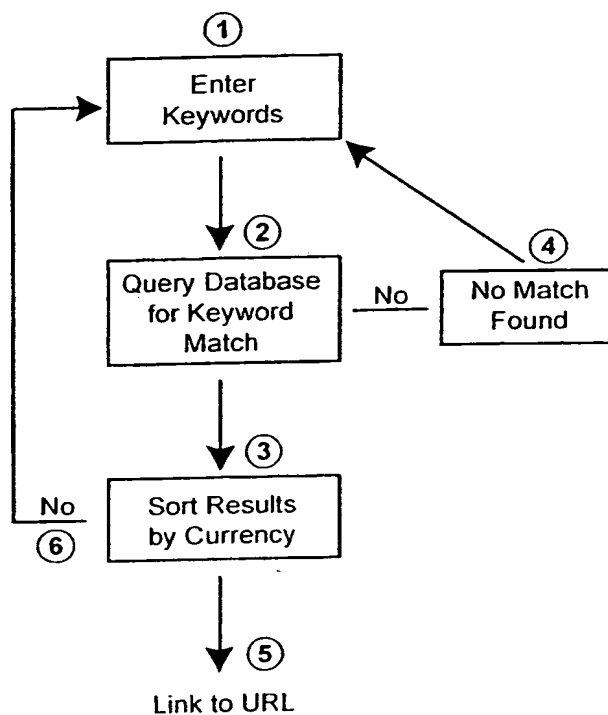 1
Enter
Keywords
2
Query Database
for Keyword
Match
No
4
No Match
Found
3
Sort Results
by Currency
No
6
5
Link to URL